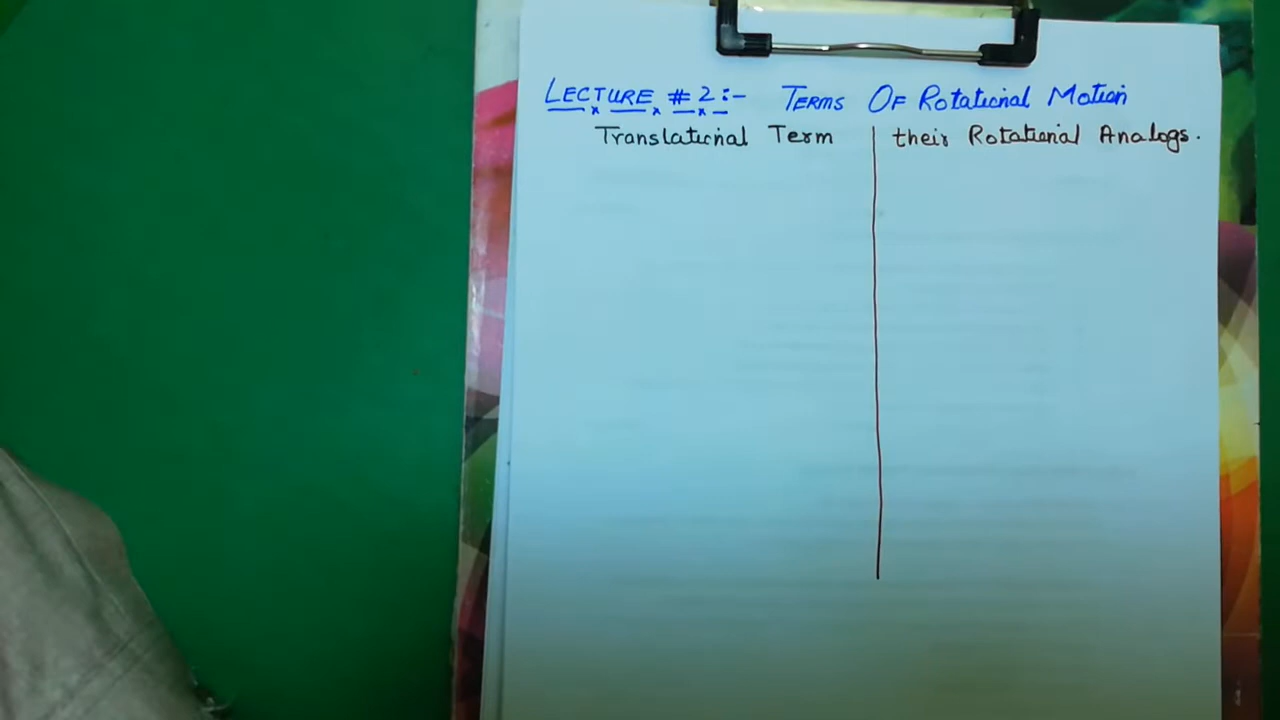 LECTURE # 2 :- TERMS OF Rotational Motion
Translational Term | their Rotational Analogs.